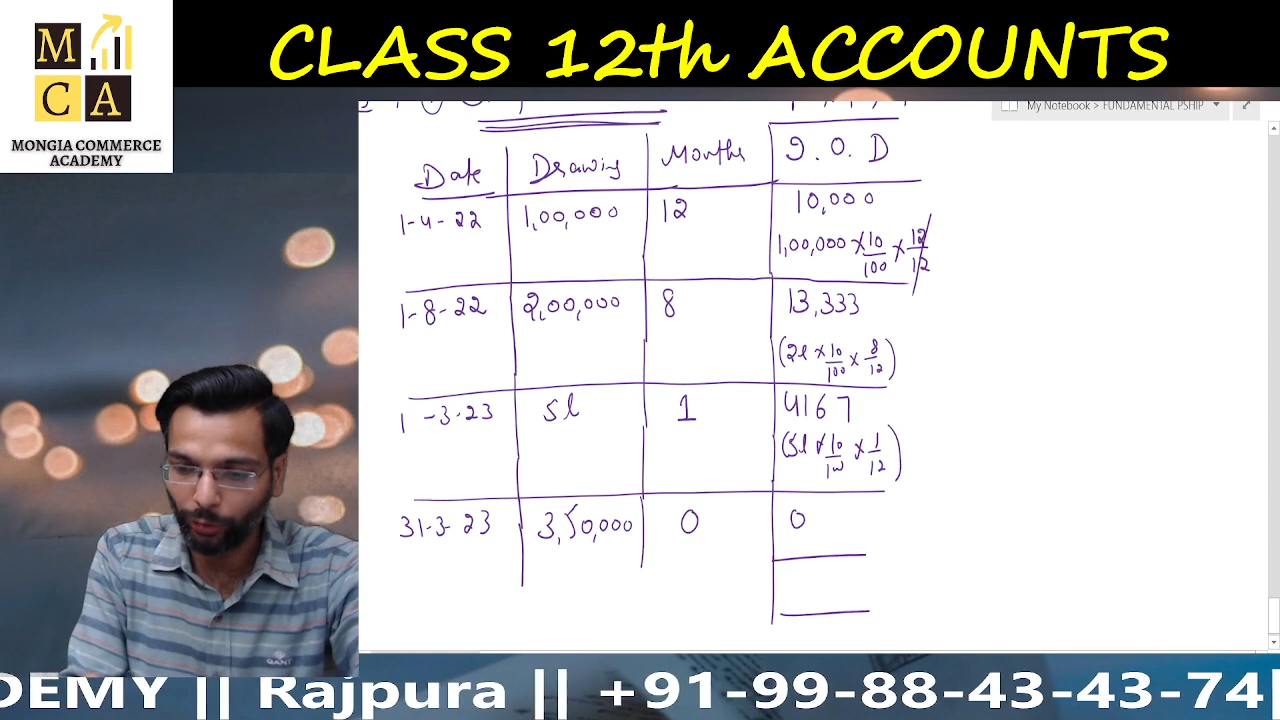 M
C A
MONGIA COMMERCE
ACADEMY
CLASS 12th ACCOUNTS
My Notebook > FUNDAMENTAL PSHIP
Date Drawing Months I.O.D
1-4-22 1,00,000 12 10,000
1,00,000 × 10/100 × 12/12
1-8-22 2,00,000 8 13,333
(2l × 10/100 × 8/12)
1-3-23 5l 1 4167
(5l × 10/100 × 1/12)
31-3-23 3,50,000 0 0
DEMY || Rajpura || +91-99-88-43-43-74|